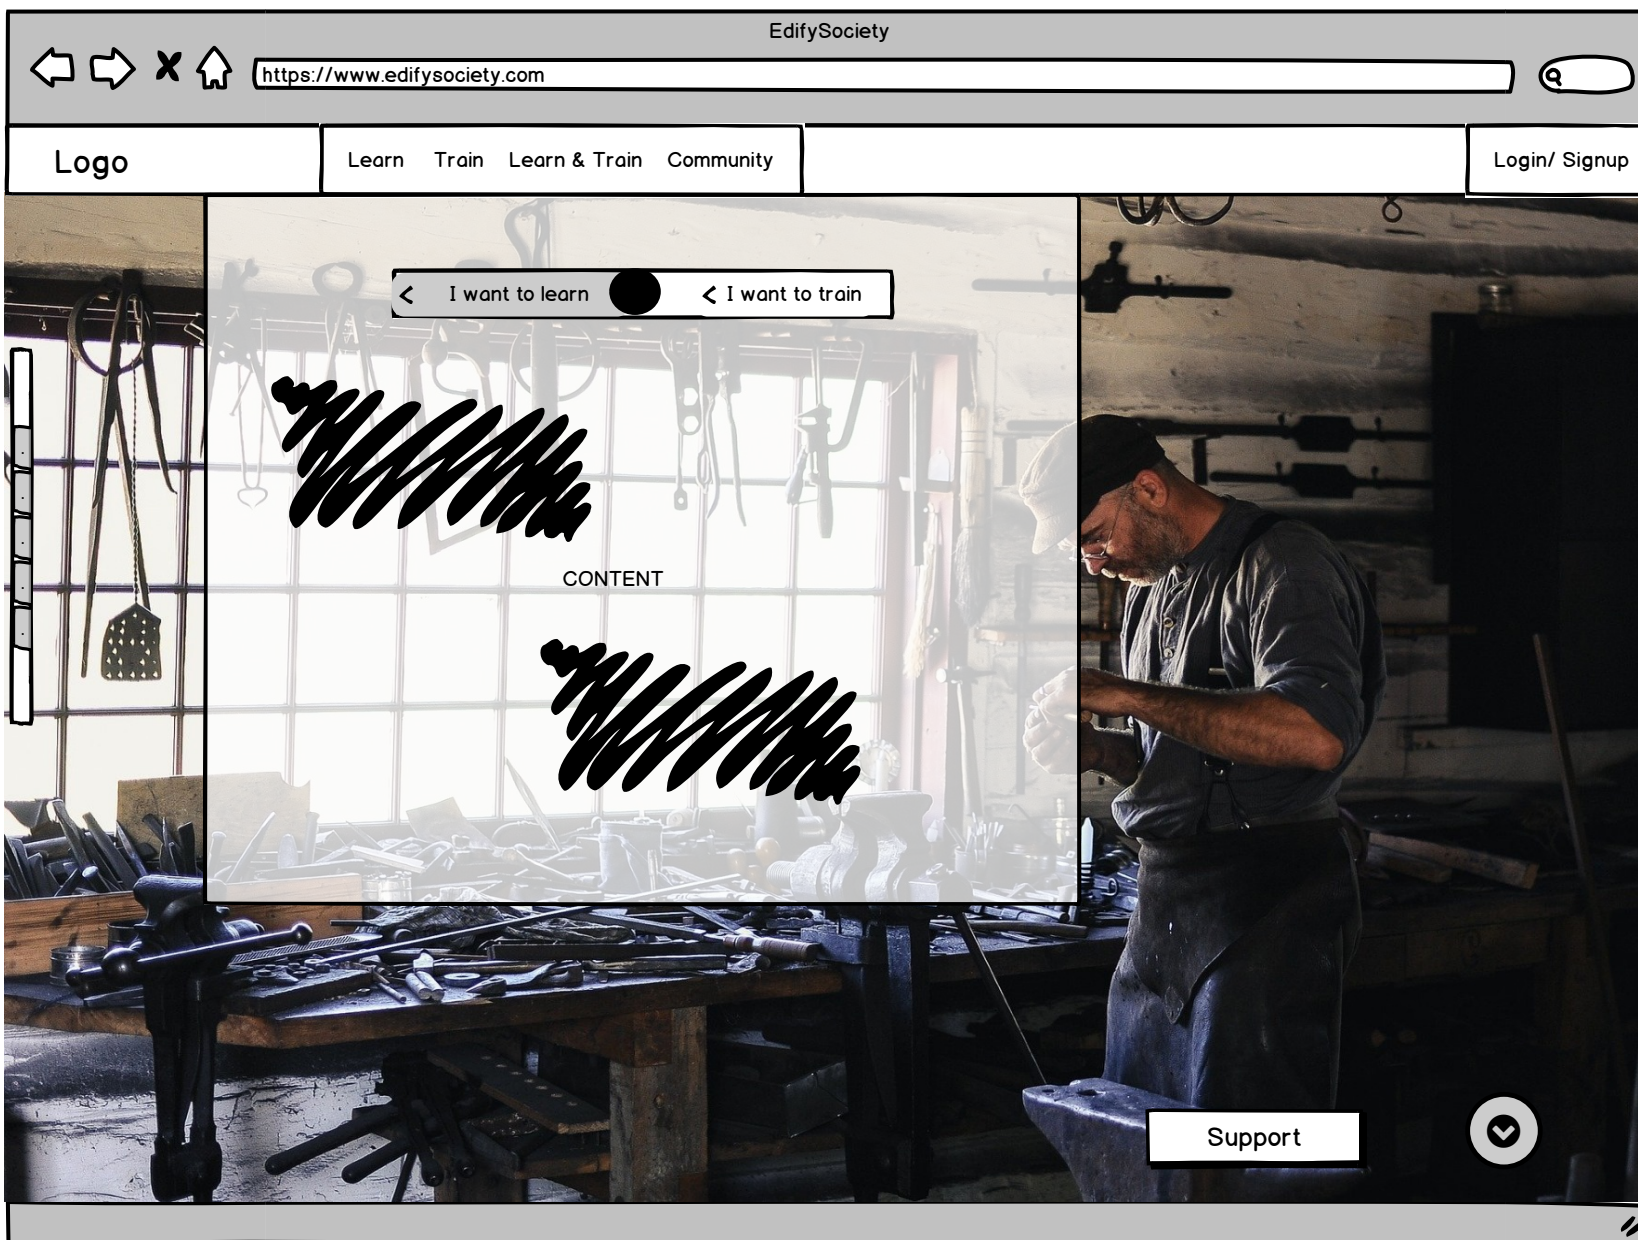 EdifySociety
https://www.edifysociety.com
Logo
Learn Train Learn & Train Community
Login/ Signup
I want to learn
I want to train
CONTENT
Support